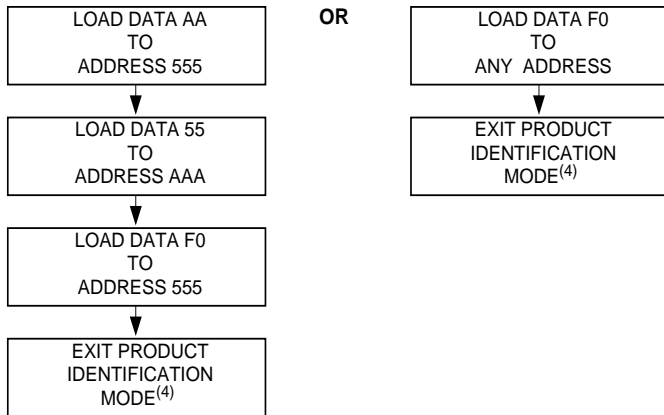 LOAD DATA AA
TO
ADDRESS 555
LOAD DATA 55
TO
ADDRESS AAA
LOAD DATA F0
TO
ADDRESS 555
EXIT PRODUCT
IDENTIFICATION
MODE(4)
OR
LOAD DATA F0
TO
ANY ADDRESS
EXIT PRODUCT
IDENTIFICATION
MODE(4)